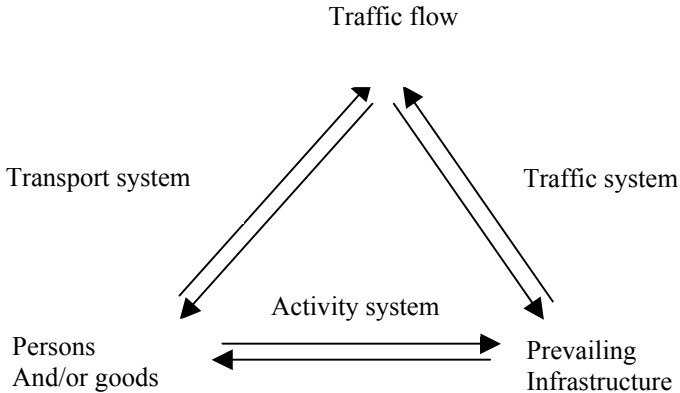 Traffic flow
Transport system
Traffic system
Activity system
Persons
And/or goods
Prevailing
Infrastructure